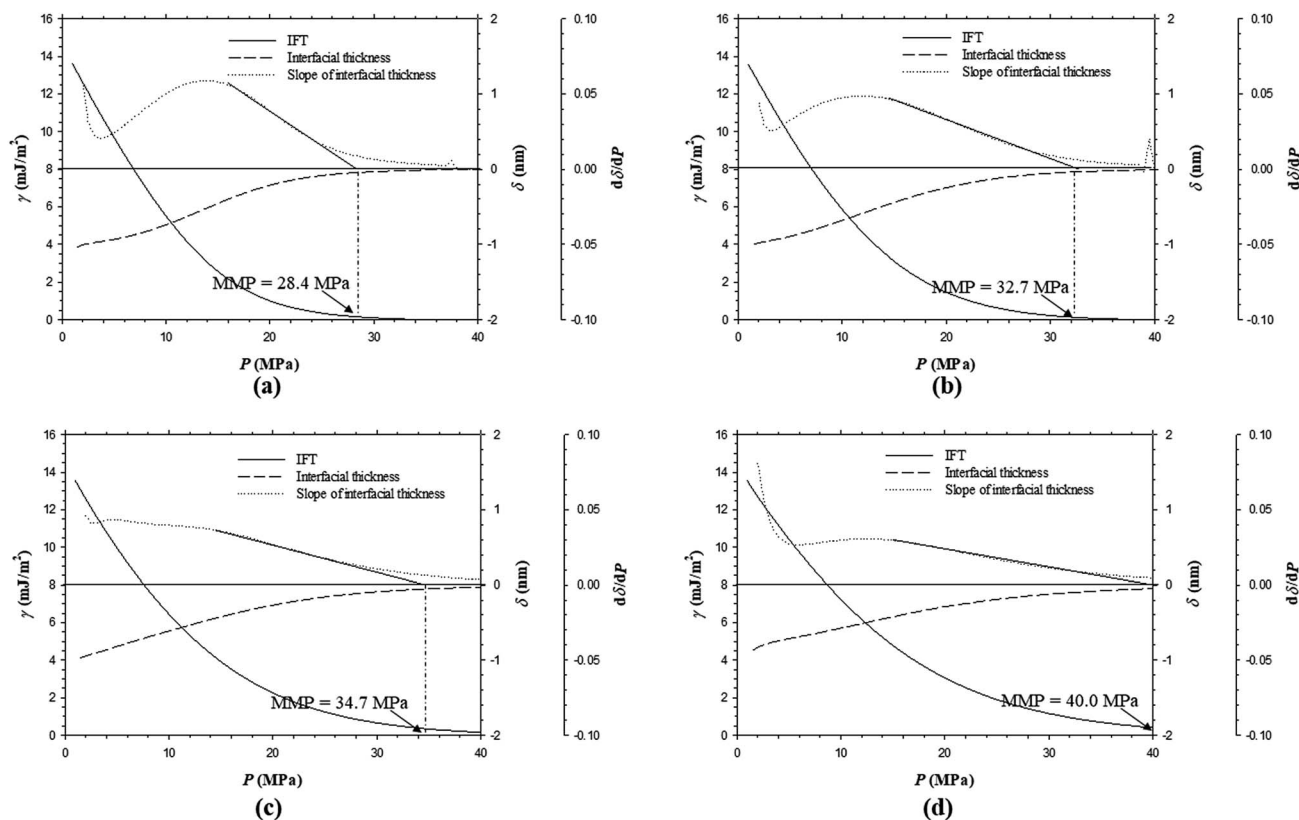 16
14
12
10
8
6
4
2
0
γ (mJ/m²)
IFT
Interfacial thickness
Slope of interfacial thickness
MMP = 28.4 MPa
0 10 20 30 40
P (MPa)
2
1
0
-1
-2
δ (nm)
0.10
0.05
0.00
-0.05
-0.10
dδ/dP
(a)
16
14
12
10
8
6
4
2
0
γ (mJ/m²)
IFT
Interfacial thickness
Slope of interfacial thickness
MMP = 32.7 MPa
0 10 20 30 40
P (MPa)
2
1
0
-1
-2
δ (nm)
0.10
0.05
0.00
-0.05
-0.10
dδ/dP
(b)
16
14
12
10
8
6
4
2
0
γ (mJ/m²)
IFT
Interfacial thickness
Slope of interfacial thickness
MMP = 34.7 MPa
0 10 20 30 40
P (MPa)
2
1
0
-1
-2
δ (nm)
0.10
0.05
0.00
-0.05
-0.10
dδ/dP
(c)
16
14
12
10
8
6
4
2
0
γ (mJ/m²)
IFT
Interfacial thickness
Slope of interfacial thickness
MMP = 40.0 MPa
0 10 20 30 40
P (MPa)
2
1
0
-1
-2
δ (nm)
0.10
0.05
0.00
-0.05
-0.10
dδ/dP
(d)